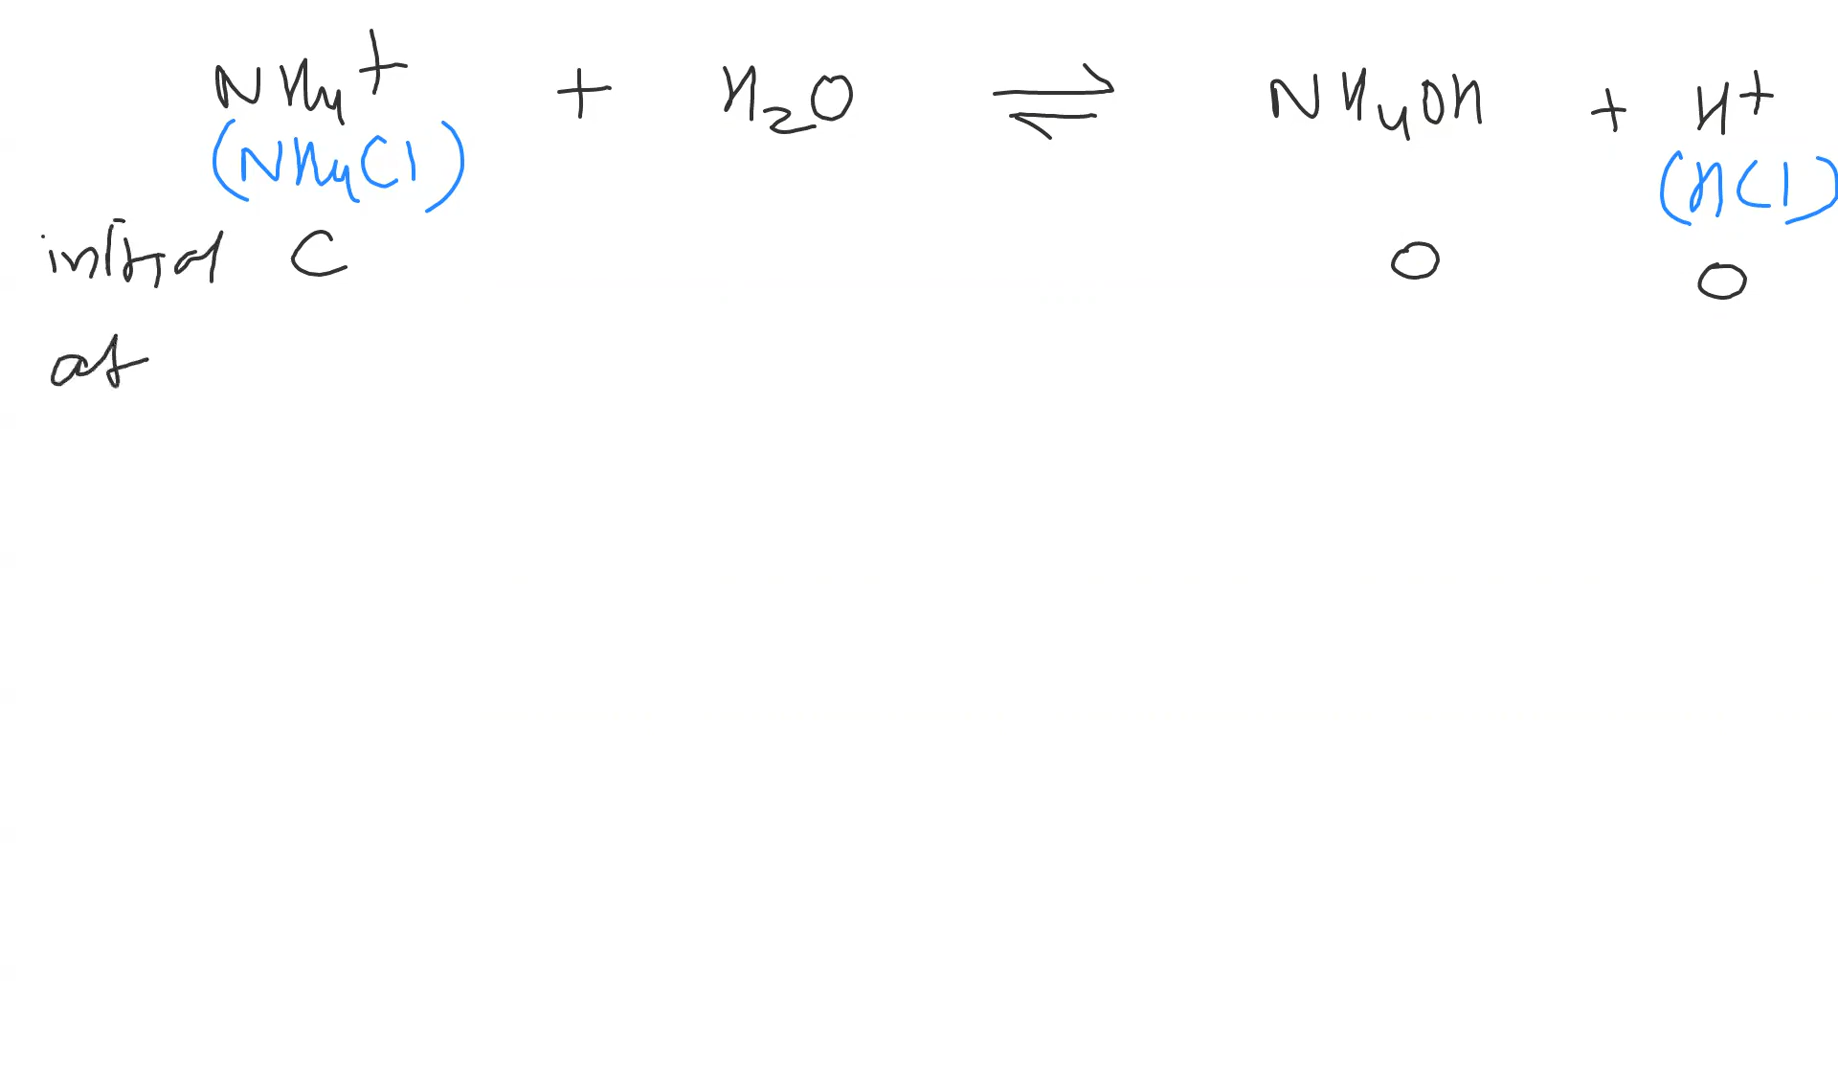 NH4+ + H2O ⇌ NH4OH + H+
(NH4Cl) (HCl)
initial C 0 0
at